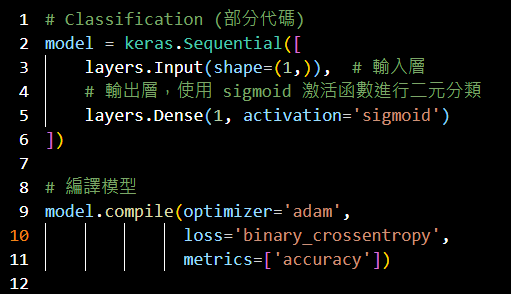 1 # Classification (部分代碼)
2 model = keras.Sequential([
3     layers.Input(shape=(1,)),  # 輸入層
4     # 輸出層，使用 sigmoid 激活函數進行二元分類
5     layers.Dense(1, activation='sigmoid')
6 ])
7
8 # 編譯模型
9 model.compile(optimizer='adam',
10               loss='binary_crossentropy',
11               metrics=['accuracy'])
12